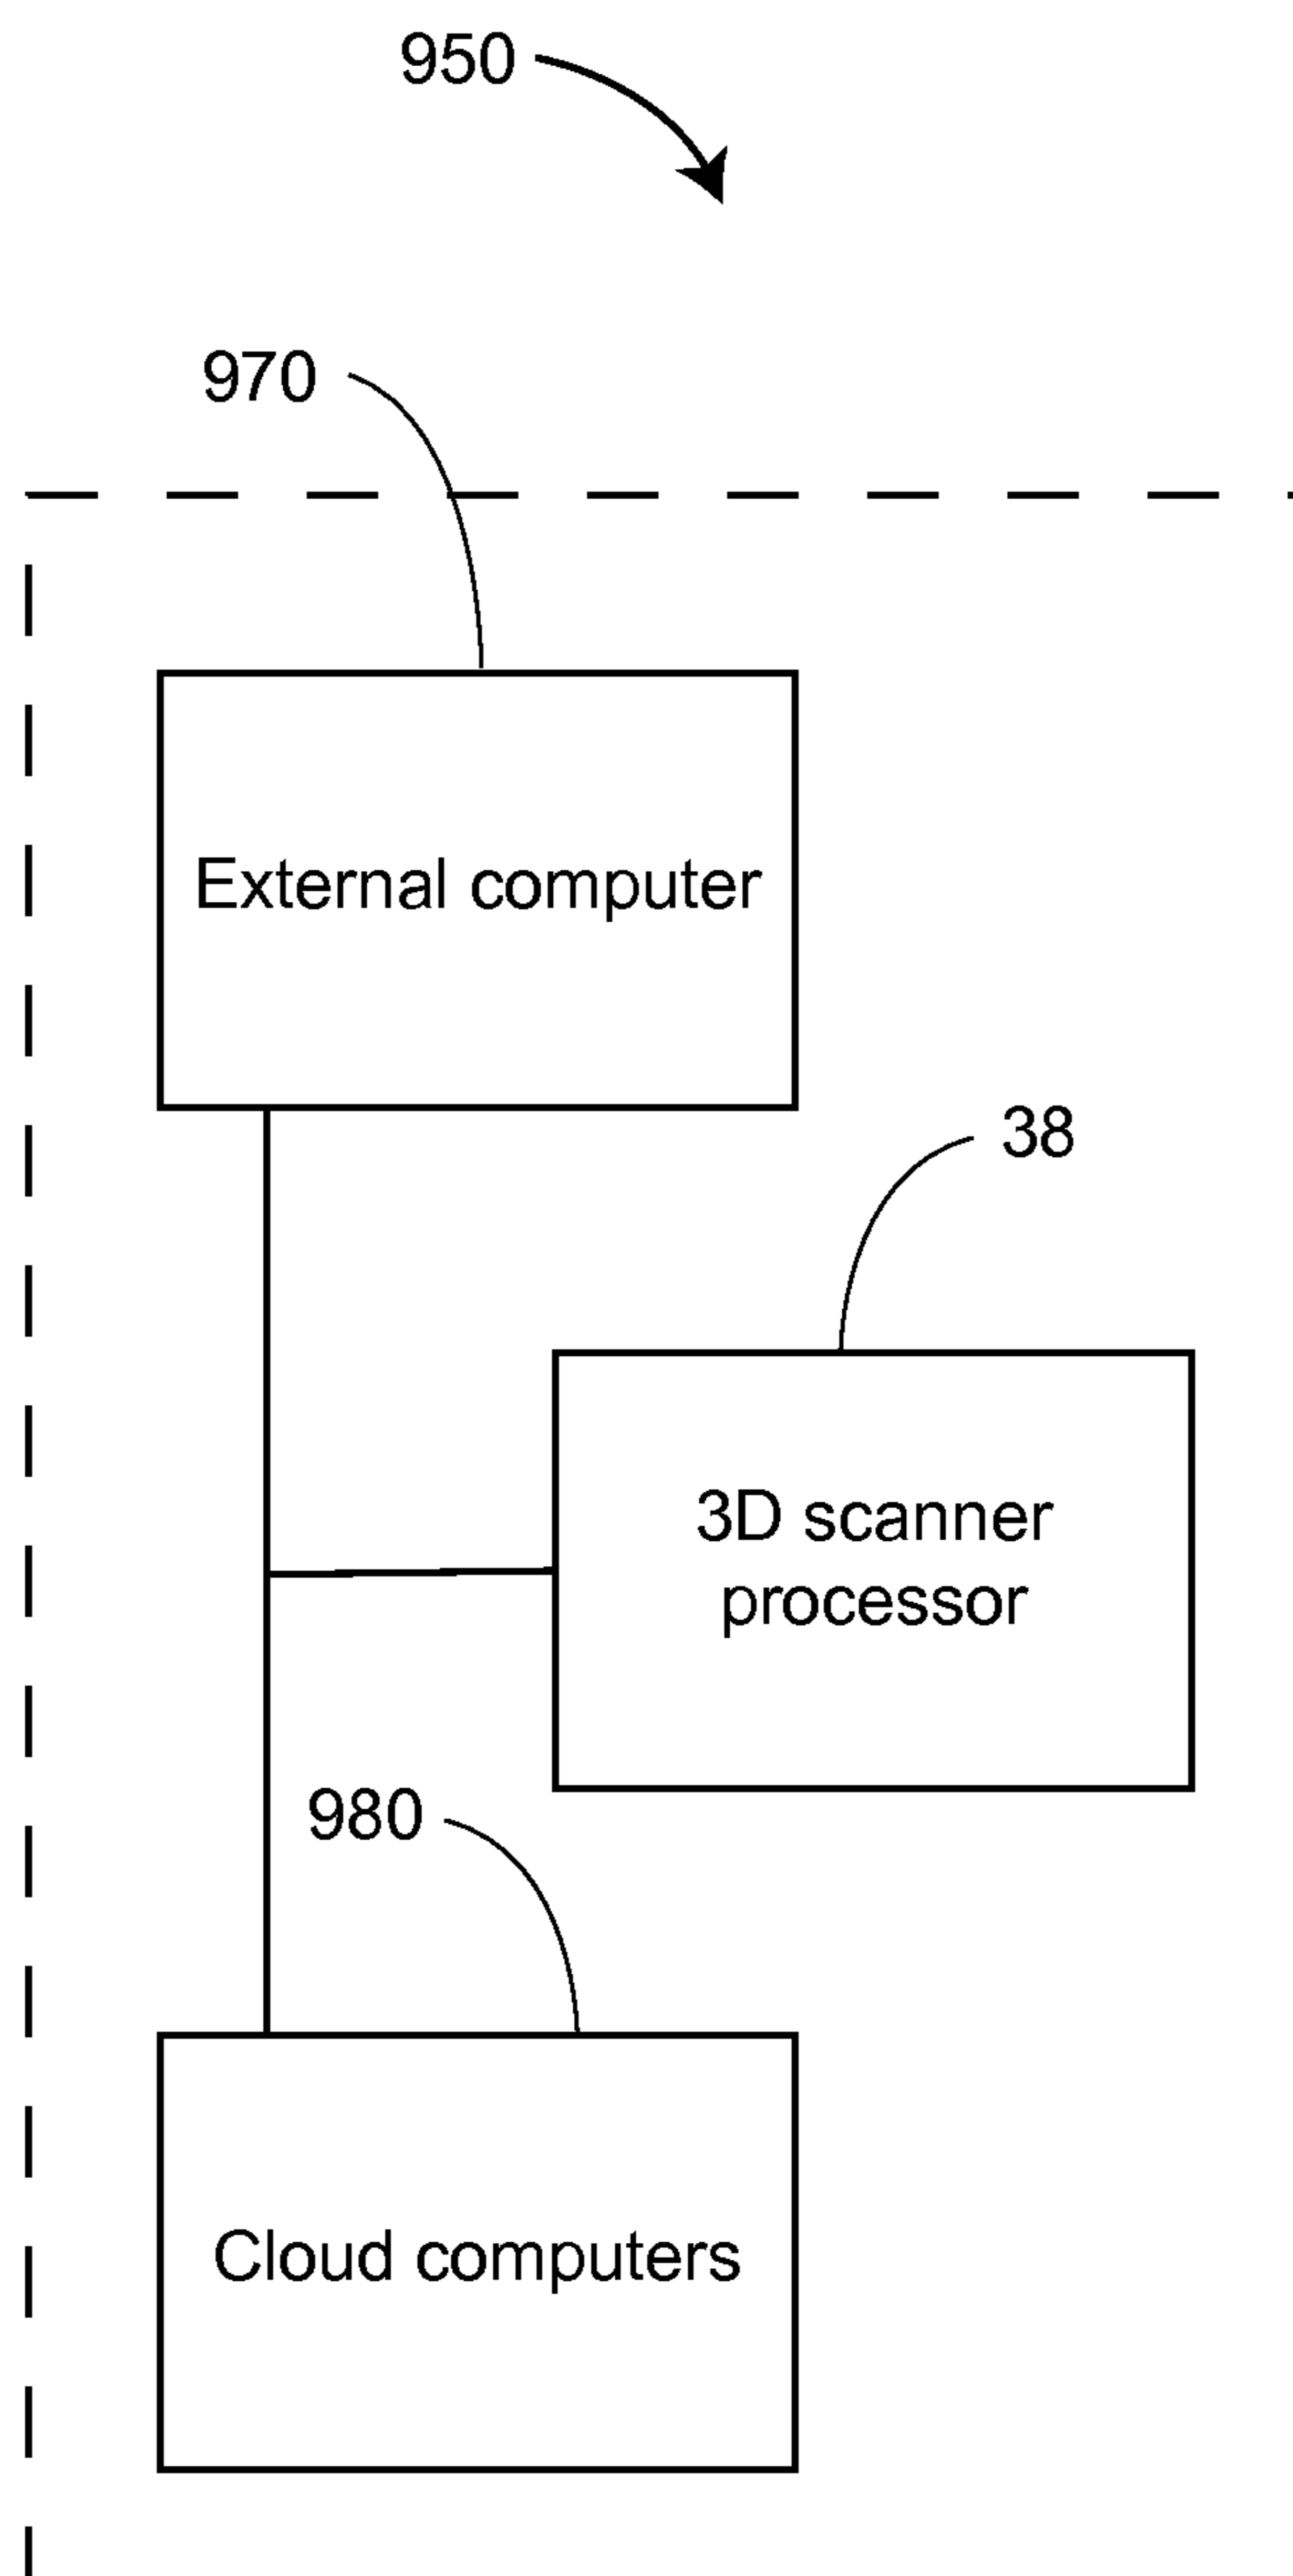 950
970
External computer
38
3D scanner
processor
980
Cloud computers